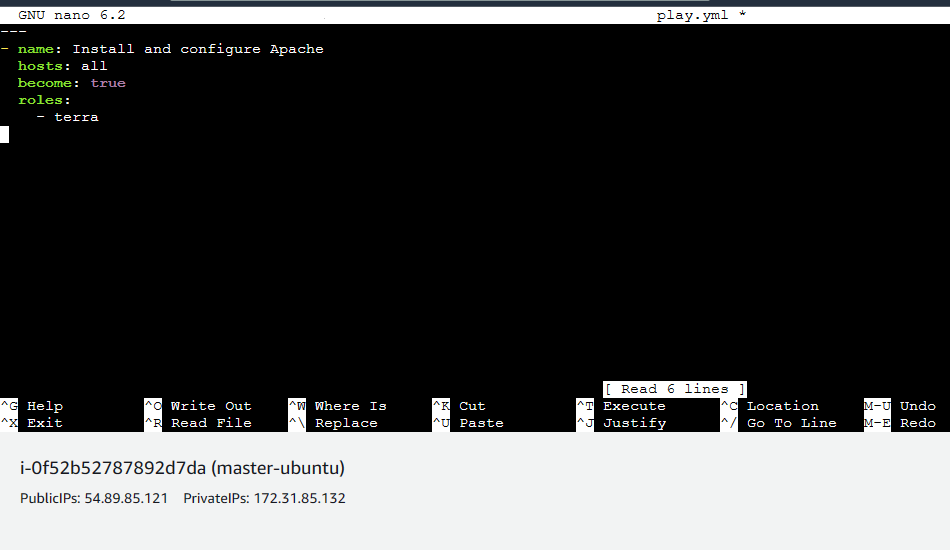 GNU nano 6.2 play.yml *
---
- name: Install and configure Apache
  hosts: all
  become: true
  roles:
    - terra
[ Read 6 lines ]
^G Help ^O Write Out ^W Where Is ^K Cut ^T Execute ^C Location M-U Undo
^X Exit ^R Read File ^\ Replace ^U Paste ^J Justify ^/ Go To Line M-E Redo
i-0f52b52787892d7da (master-ubuntu)
PublicIPs: 54.89.85.121 PrivateIPs: 172.31.85.132